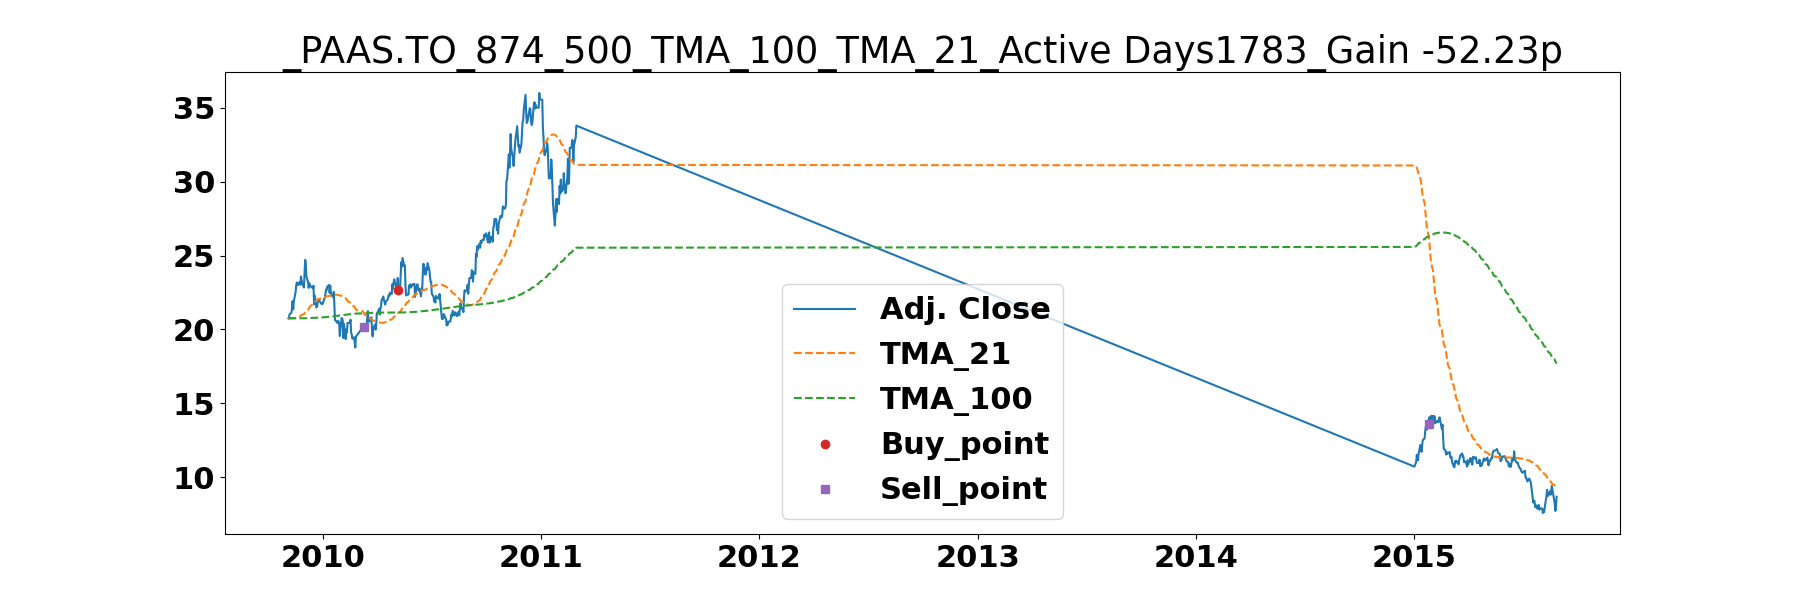 _PAAS.TO_874_500_TMA_100_TMA_21_Active Days1783_Gain -52.23p
35
30
25
20
15
10
Adj. Close
TMA_21
TMA_100
Buy_point
Sell_point
2010 2011 2012 2013 2014 2015